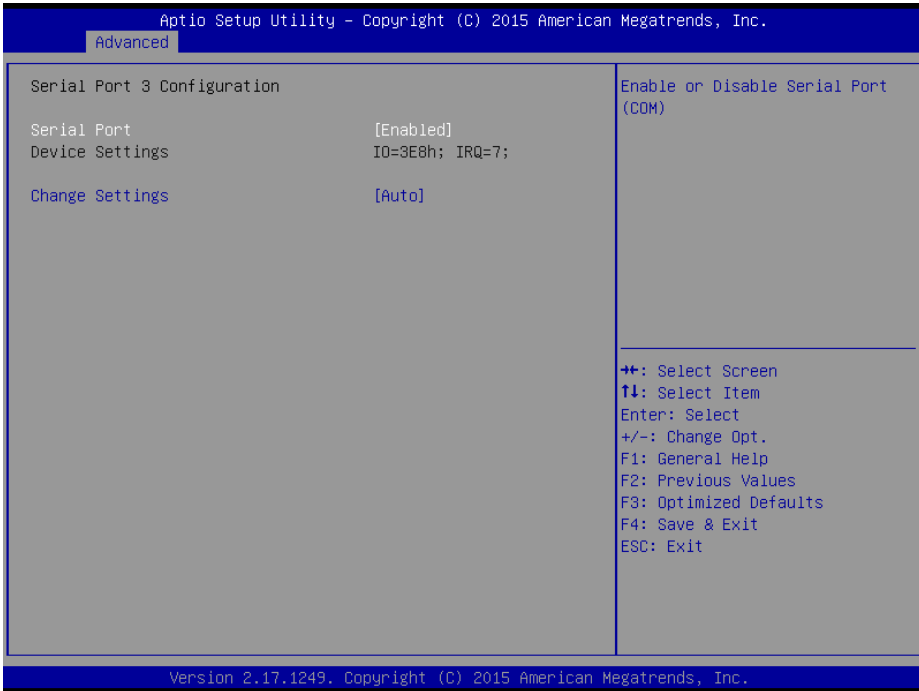 Aptio Setup Utility – Copyright (C) 2015 American Megatrends, Inc.
Advanced
Serial Port 3 Configuration
Serial Port [Enabled]
Device Settings IO=3E8h; IRQ=7;
Change Settings [Auto]
Enable or Disable Serial Port
(COM)
→←: Select Screen
↑↓: Select Item
Enter: Select
+/-: Change Opt.
F1: General Help
F2: Previous Values
F3: Optimized Defaults
F4: Save & Exit
ESC: Exit
Version 2.17.1249. Copyright (C) 2015 American Megatrends, Inc.